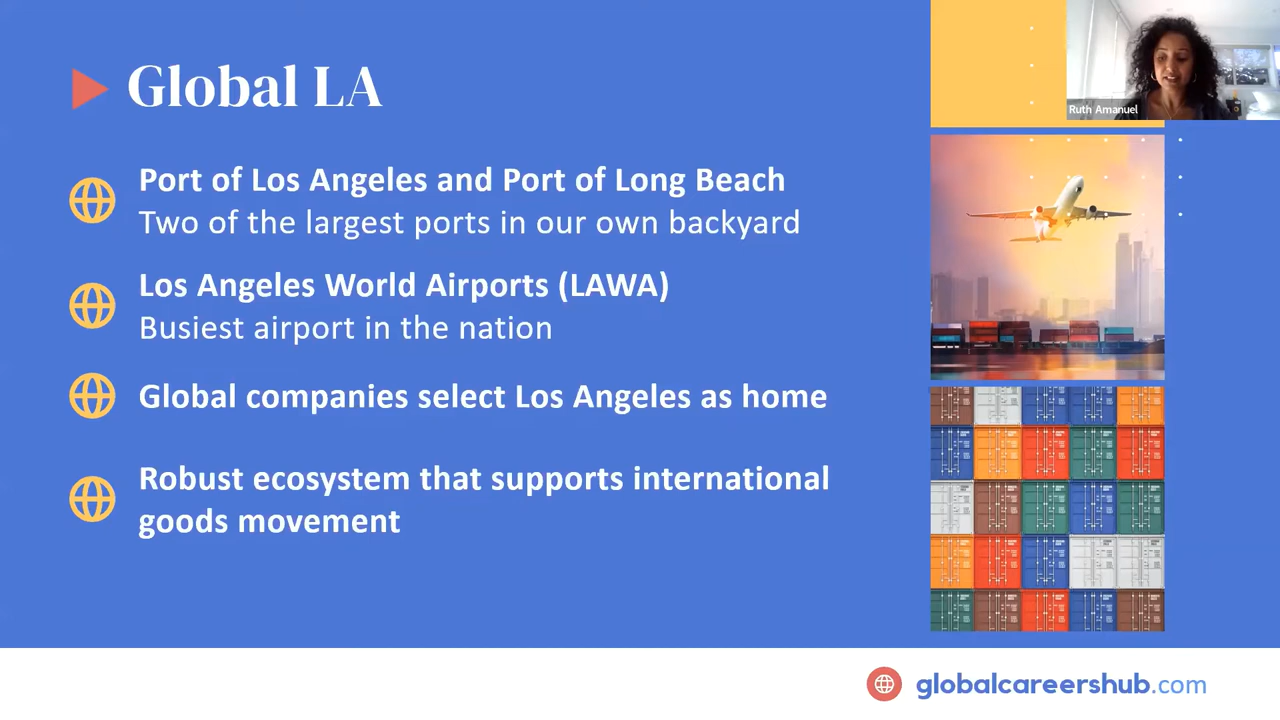 Global LA
Ruth Amanuel
Port of Los Angeles and Port of Long Beach
Two of the largest ports in our own backyard
Los Angeles World Airports (LAWA)
Busiest airport in the nation
Global companies select Los Angeles as home
Robust ecosystem that supports international
goods movement
globalcareershub.com